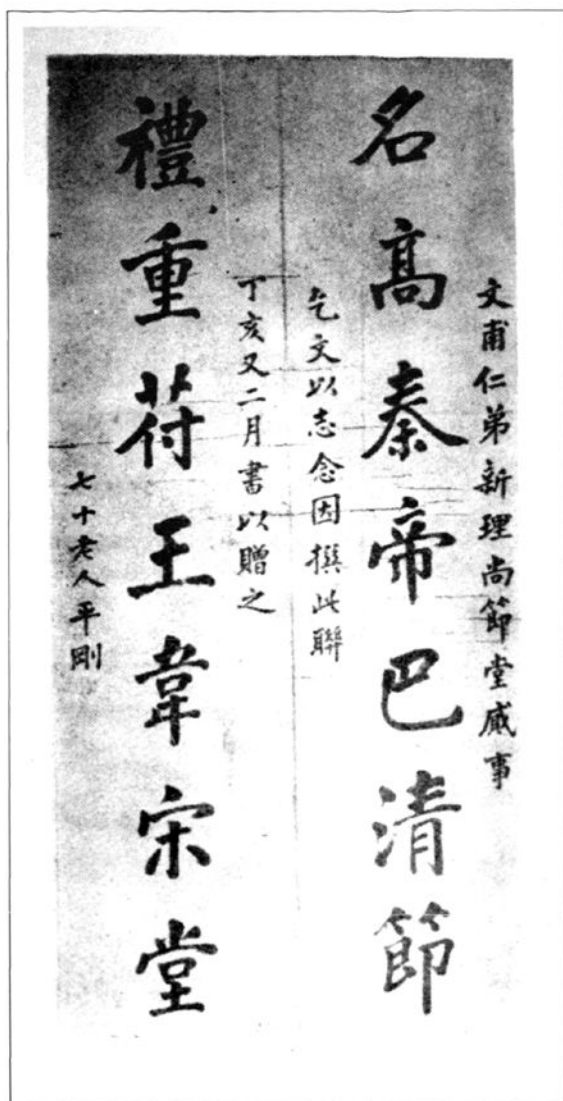 文甫仁弟新理尚節堂事
名高秦帝巴清節
乞文以志念因撰此聯
丁亥又二月書以贈之
禮重苻王韋宋堂
七十老人平剛